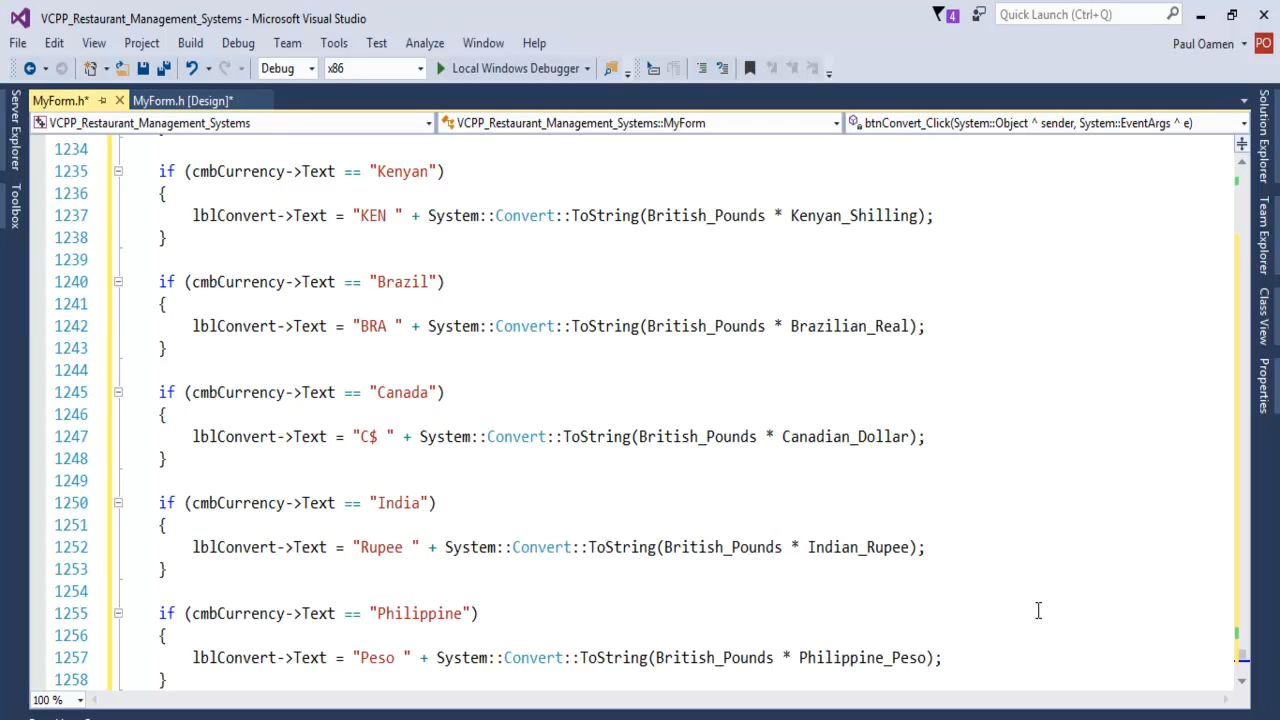 VCPP_Restaurant_Management_Systems - Microsoft Visual Studio
4
Quick Launch (Ctrl+Q)
File Edit View Project Build Debug Team Tools Test Analyze Window Help
Paul Oamen
PO
Debug
x86
Local Windows Debugger
MyForm.h*
MyForm.h [Design]*
VCPP_Restaurant_Management_Systems
VCPP_Restaurant_Management_Systems::MyForm
btnConvert_Click(System::Object ^ sender, System::EventArgs ^ e)
Server Explorer
Toolbox
1234
1235 if (cmbCurrency->Text == "Kenyan")
1236 {
1237 lblConvert->Text = "KEN " + System::Convert::ToString(British_Pounds * Kenyan_Shilling);
1238 }
1239
1240 if (cmbCurrency->Text == "Brazil")
1241 {
1242 lblConvert->Text = "BRA " + System::Convert::ToString(British_Pounds * Brazilian_Real);
1243 }
1244
1245 if (cmbCurrency->Text == "Canada")
1246 {
1247 lblConvert->Text = "C$ " + System::Convert::ToString(British_Pounds * Canadian_Dollar);
1248 }
1249
1250 if (cmbCurrency->Text == "India")
1251 {
1252 lblConvert->Text = "Rupee " + System::Convert::ToString(British_Pounds * Indian_Rupee);
1253 }
1254
1255 if (cmbCurrency->Text == "Philippine")
1256 {
1257 lblConvert->Text = "Peso " + System::Convert::ToString(British_Pounds * Philippine_Peso);
1258 }
100 %
Solution Explorer
Team Explorer
Class View
Properties